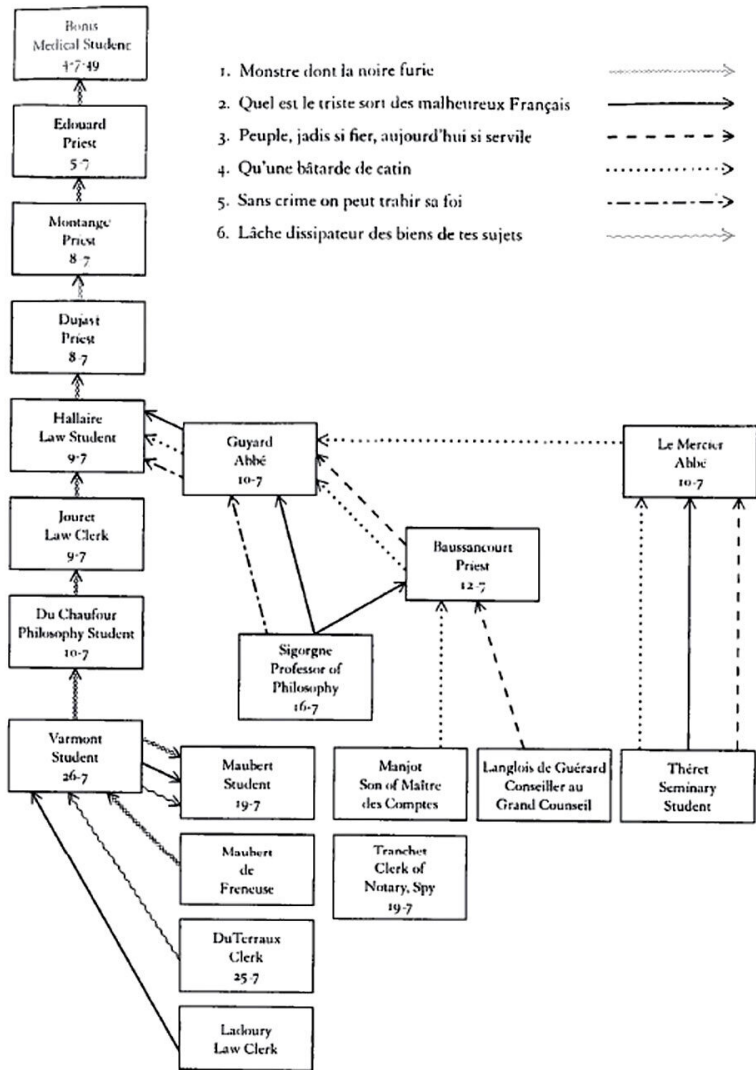 Bonis
Medical Student
4-7-49
Edouard
Priest
5-7
Montange
Priest
8-7
Dujast
Priest
8-7
Hallaire
Law Student
9-7
Jouret
Law Clerk
9-7
Du Chaufour
Philosophy Student
10-7
Varmont
Student
26-7
1. Monstre dont la noire furie
2. Quel est le triste sort des malheureux Français
3. Peuple, jadis si fier, aujourd'hui si servile
4. Qu'une bâtarde de catin
5. Sans crime on peut trahir sa foi
6. Lâche dissipateur des biens de tes sujets
Guyard
Abbé
10-7
Le Mercier
Abbé
10-7
Baussancourt
Priest
12-7
Sigorgne
Professor of
Philosophy
16-7
Maubert
Student
19-7
Manjot
Son of Maître
des Comptes
Langlois de Guérard
Conseiller au
Grand Counseil
Théret
Seminary
Student
Maubert
de
Freneuse
Tranchet
Clerk of
Notary, Spy
19-7
DuTerraux
Clerk
25-7
Ladoury
Law Clerk